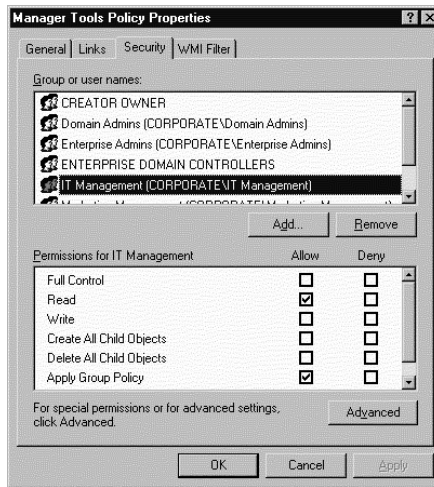 Manager Tools Policy Properties
General Links Security WMI Filter
Group or user names:
CREATOR OWNER
Domain Admins (CORPORATE\Domain Admins)
Enterprise Admins (CORPORATE\Enterprise Admins)
ENTERPRISE DOMAIN CONTROLLERS
IT Management (CORPORATE\IT Management)
Add... Remove
Permissions for IT Management Allow Deny
Full Control
Read
Write
Create All Child Objects
Delete All Child Objects
Apply Group Policy
For special permissions or for advanced settings,
click Advanced.
Advanced
OK Cancel Apply